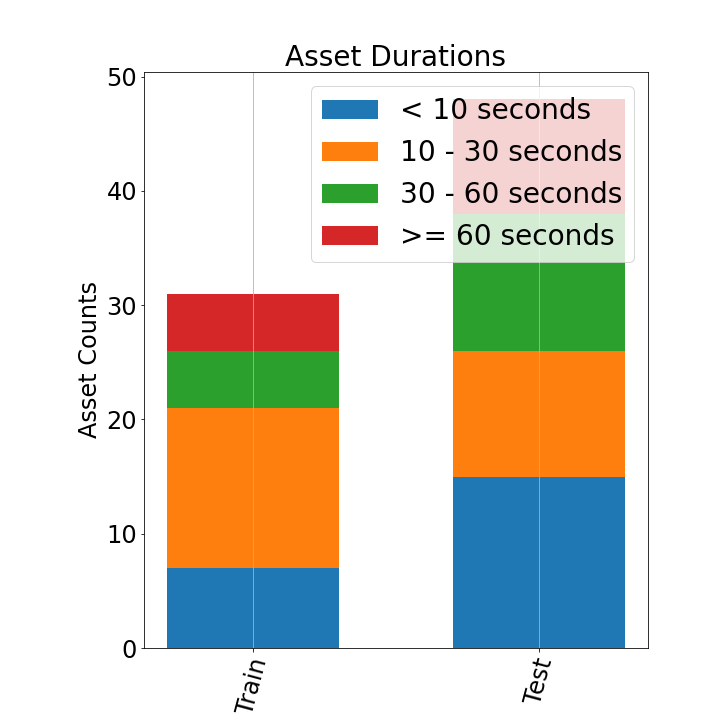 Asset Durations
50
40
30
20
10
0
Asset Counts
< 10 seconds
10 - 30 seconds
30 - 60 seconds
>= 60 seconds
Train
Test